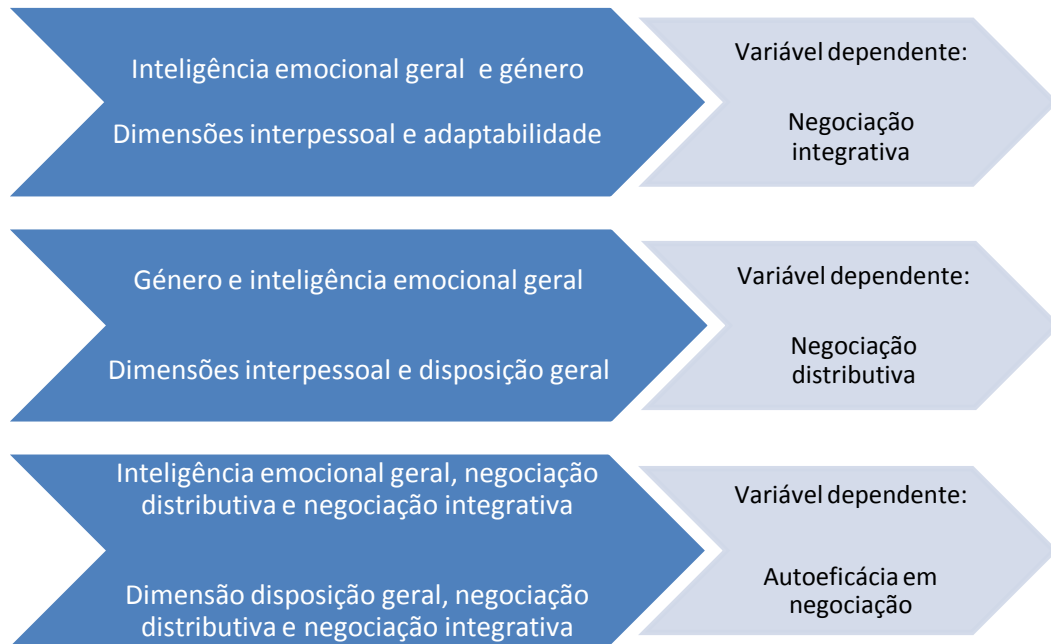 Inteligência emocional geral e género
Dimensões interpessoal e adaptabilidade
Variável dependente:
Negociação
integrativa
Género e inteligência emocional geral
Dimensões interpessoal e disposição geral
Variável dependente:
Negociação
distributiva
Inteligência emocional geral, negociação
distributiva e negociação integrativa
Dimensão disposição geral, negociação
distributiva e negociação integrativa
Variável dependente:
Autoeficácia em
negociação